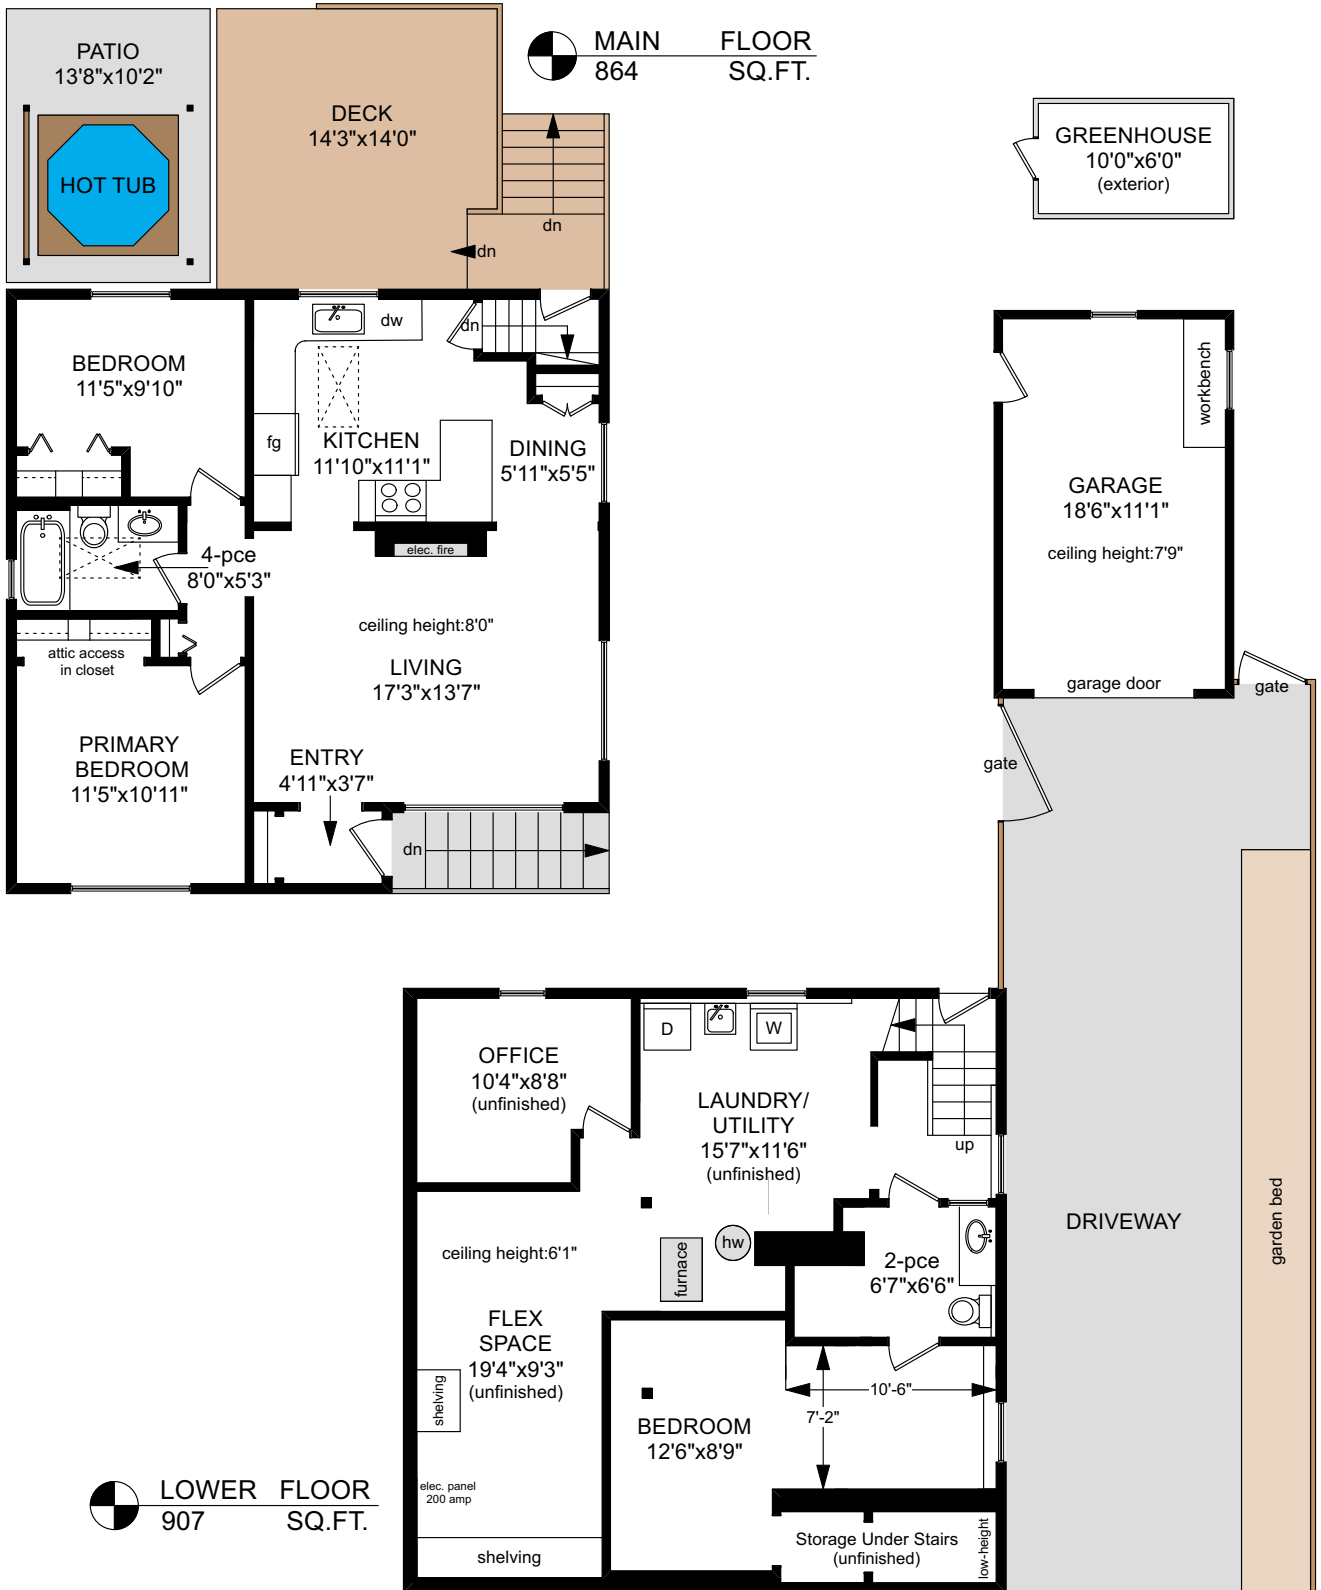 MAIN FLOOR
864 SQ.FT.
PATIO
13'8"x10'2"
HOT TUB
DECK
14'3"x14'0"
dn
dn
GREENHOUSE
10'0"x6'0"
(exterior)
BEDROOM
11'5"x9'10"
dw
dn
fg
KITCHEN
11'10"x11'1"
DINING
5'11"x5'5"
elec. fire
4-pce
8'0"x5'3"
ceiling height:8'0"
attic access
in closet
LIVING
17'3"x13'7"
PRIMARY
BEDROOM
11'5"x10'11"
ENTRY
4'11"x3'7"
dn
workbench
GARAGE
18'6"x11'1"
ceiling height:7'9"
garage door
gate
gate
DRIVEWAY
garden bed
OFFICE
10'4"x8'8"
(unfinished)
D
W
LAUNDRY/
UTILITY
15'7"x11'6"
(unfinished)
up
ceiling height:6'1"
furnace
hw
2-pce
6'7"x6'6"
FLEX
SPACE
19'4"x9'3"
(unfinished)
shelving
10'-6"
7'-2"
BEDROOM
12'6"x8'9"
elec. panel
200 amp
shelving
Storage Under Stairs
(unfinished)
low-height
LOWER FLOOR
907 SQ.FT.